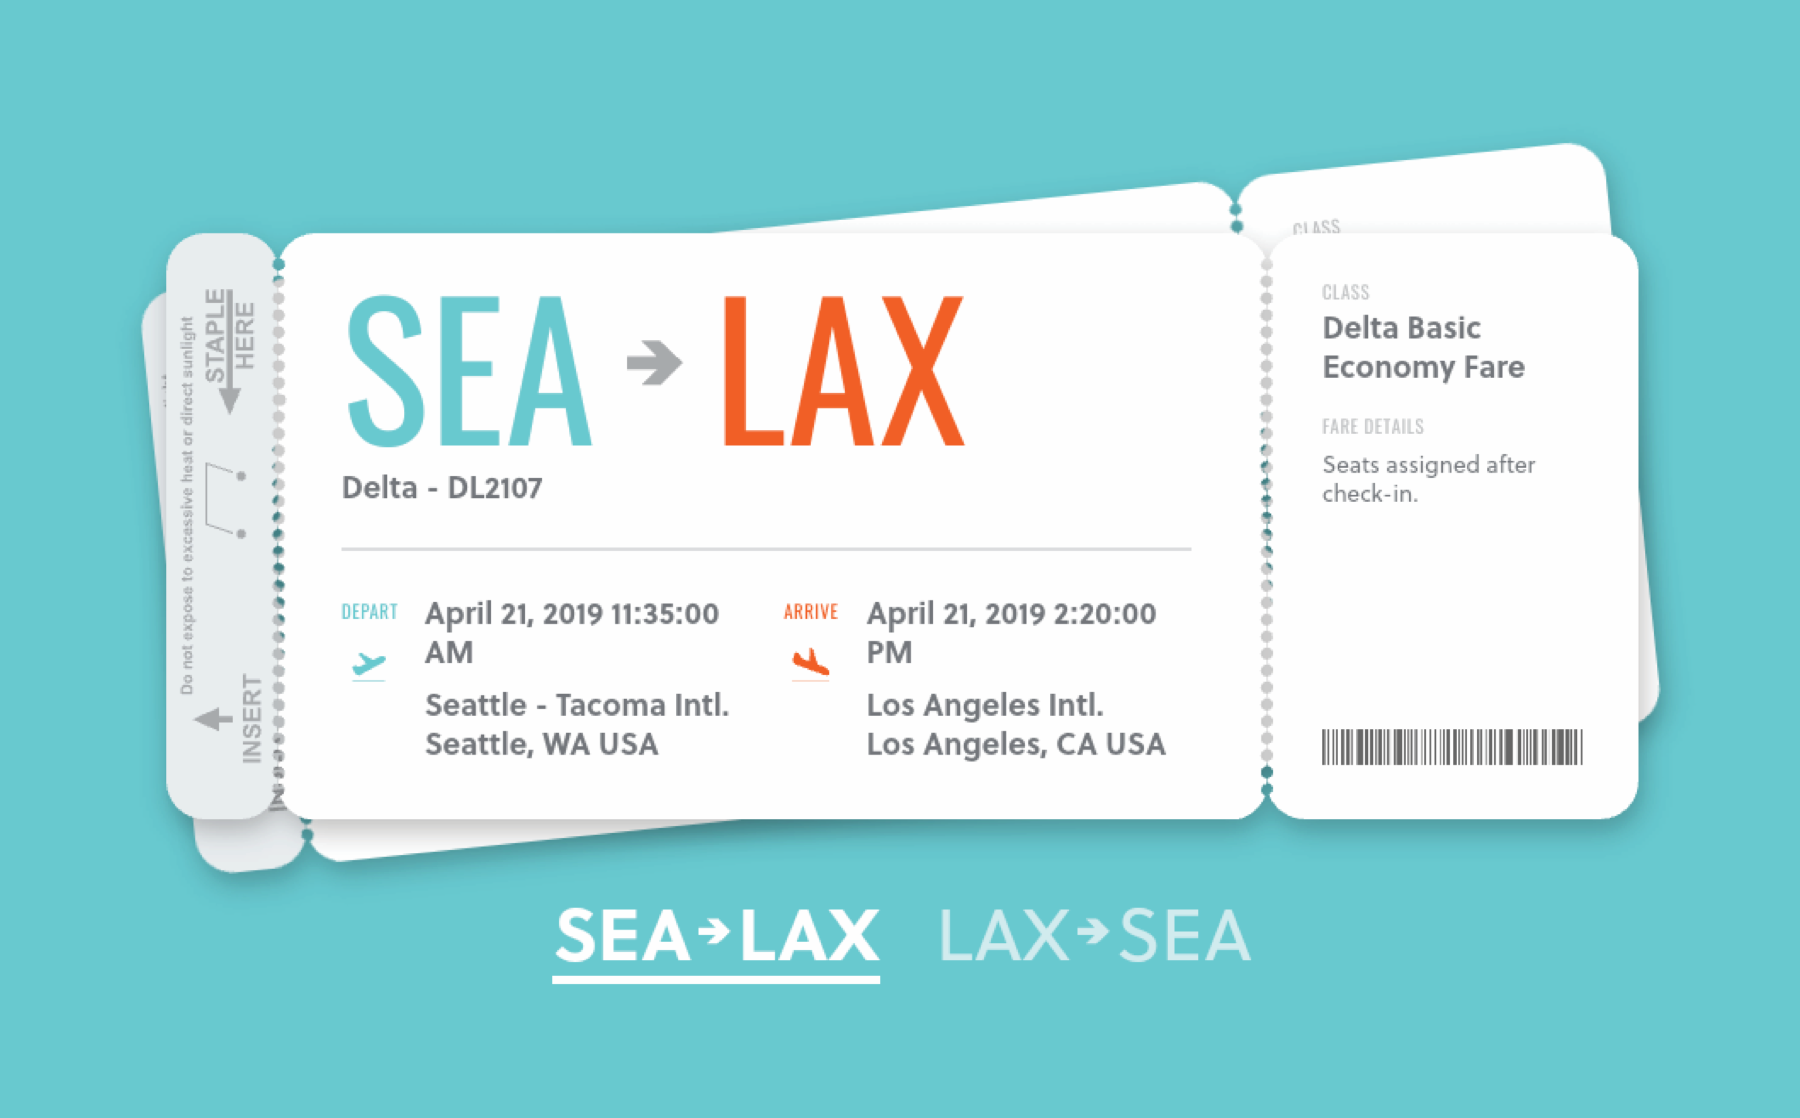 CLASS
STAPLE
HERE
Do not expose to excessive heat or direct sunlight
INSERT
SEA → LAX
Delta - DL2107
DEPART
April 21, 2019 11:35:00
AM
Seattle - Tacoma Intl.
Seattle, WA USA
ARRIVE
April 21, 2019 2:20:00
PM
Los Angeles Intl.
Los Angeles, CA USA
CLASS
Delta Basic
Economy Fare
FARE DETAILS
Seats assigned after
check-in.
SEA→LAX
LAX→SEA